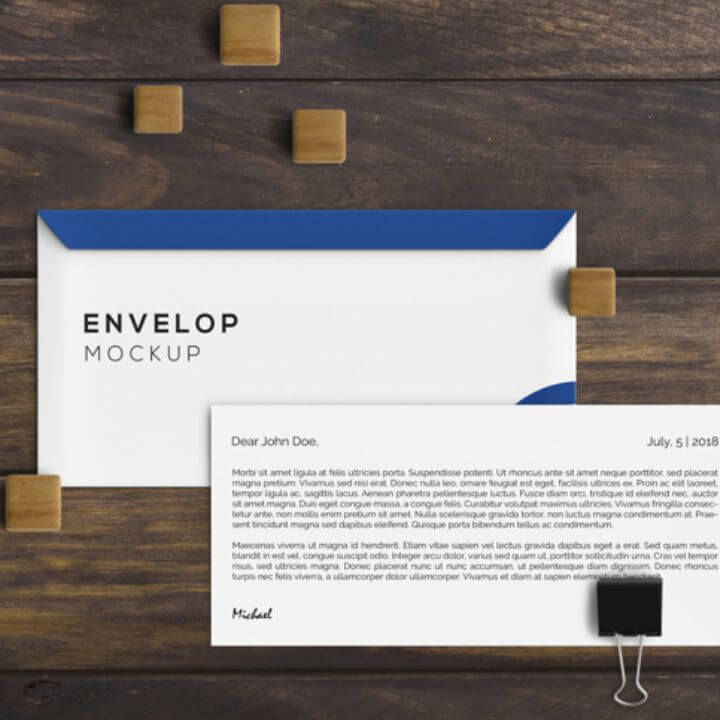 ENVELOP
MOCKUP
Dear John Doe,
July, 5 | 2018
Morbi sit amet ligula at felis ultricies porta. Suspendisse potenti. Ut rhoncus ante sit amet neque porttitor, sed placerat
magna pretium. Vivamus sed nisi erat. Donec nulla leo, ornare feugiat est eget, facilisis ultrices ex. Proin ac elit laoreet,
tempor ligula ac, sagittis lacus. Aenean pharetra pellentesque luctus. Fusce diam orci, tristique id eleifend nec, auctor
sit amet magna. Duis eget congue massa, a congue felis. Curabitur volutpat maximus ultricies. Vivamus fringilla consec-
tetur ante, non mollis enim pretium sit amet. Nulla scelerisque gravida tortor, non luctus magna condimentum at. Prae-
sent tincidunt magna sed dapibus eleifend. Quisque porta bibendum tellus ac condimentum.
Maecenas viverra ut magna id hendrerit. Etiam vitae sapien vel lectus gravida dapibus eget a erat. Sed quam metus,
blandit in est vel, congue suscipit odio. Integer arcu dolor, varius sed quam ut, porttitor sollicitudin urna. Cras vel tempor
risus, sed ultricies magna. Donec placerat nunc ut nunc accumsan, ut pellentesque diam dignissim. Donec rhoncus
turpis nec felis viverra, a ullamcorper dolor ullamcorper. Vivamus et diam at sapien elementum hendrerit.
Michael